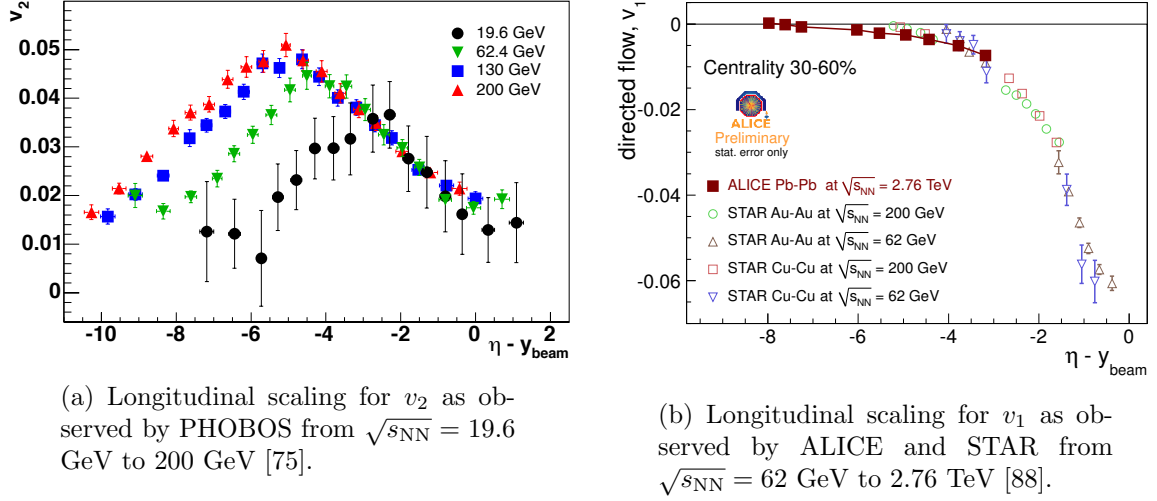 v2
0.05
0.04
0.03
0.02
0.01
0
19.6 GeV
62.4 GeV
130 GeV
200 GeV
-10 -8 -6 -4 -2 0 2
η - ybeam
(a) Longitudinal scaling for v2 as ob-
served by PHOBOS from √sNN = 19.6
GeV to 200 GeV [75].
directed flow, v1
0
-0.02
-0.04
-0.06
Centrality 30-60%
ALICE
Preliminary
stat. error only
ALICE Pb-Pb at √sNN = 2.76 TeV
STAR Au-Au at √sNN = 200 GeV
STAR Au-Au at √sNN = 62 GeV
STAR Cu-Cu at √sNN = 200 GeV
STAR Cu-Cu at √sNN = 62 GeV
-8 -6 -4 -2 0
η - ybeam
(b) Longitudinal scaling for v1 as ob-
served by ALICE and STAR from
√sNN = 62 GeV to 2.76 TeV [88].